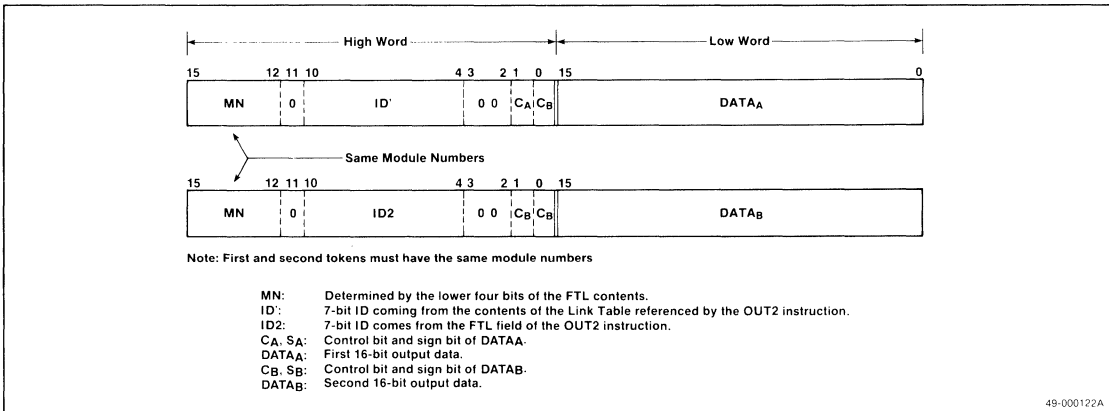 High Word Low Word
15 12 11 10 4 3 2 1 0 15 0
MN 0 ID' 0 0 CA CB DATAA
Same Module Numbers
15 12 11 10 4 3 2 1 0 15
MN 0 ID2 0 0 CB CB DATAB
Note: First and second tokens must have the same module numbers
MN: Determined by the lower four bits of the FTL contents.
ID': 7-bit ID coming from the contents of the Link Table referenced by the OUT2 instruction.
ID2: 7-bit ID comes from the FTL field of the OUT2 instruction.
CA, SA: Control bit and sign bit of DATAA.
DATAA: First 16-bit output data.
CB, SB: Control bit and sign bit of DATAB.
DATAB: Second 16-bit output data.
49-000122A